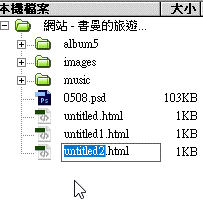 本機檔案 大小
網站 - 書曼的旅遊...
album5
images
music
0508.psd 103KB
untitled.html 1KB
untitled1.html 1KB
untitled2.html 1KB